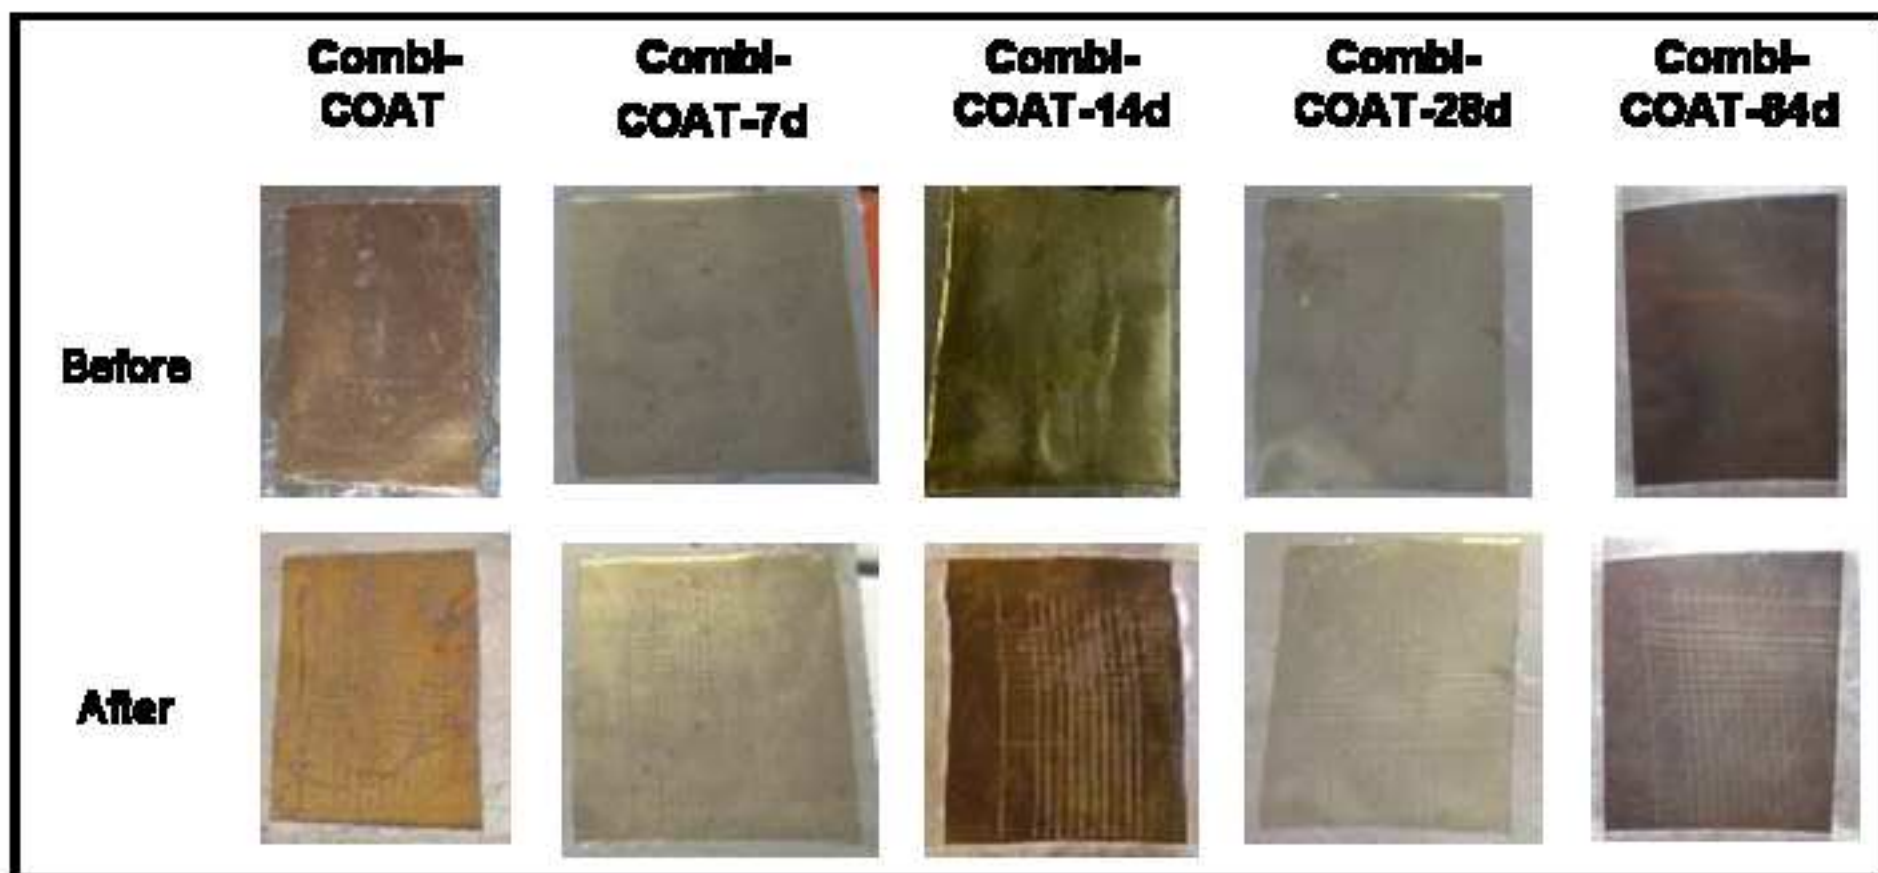 Combi-
COAT
Combi-
COAT-7d
Combi-
COAT-14d
Combi-
COAT-28d
Combi-
COAT-84d
Before
After